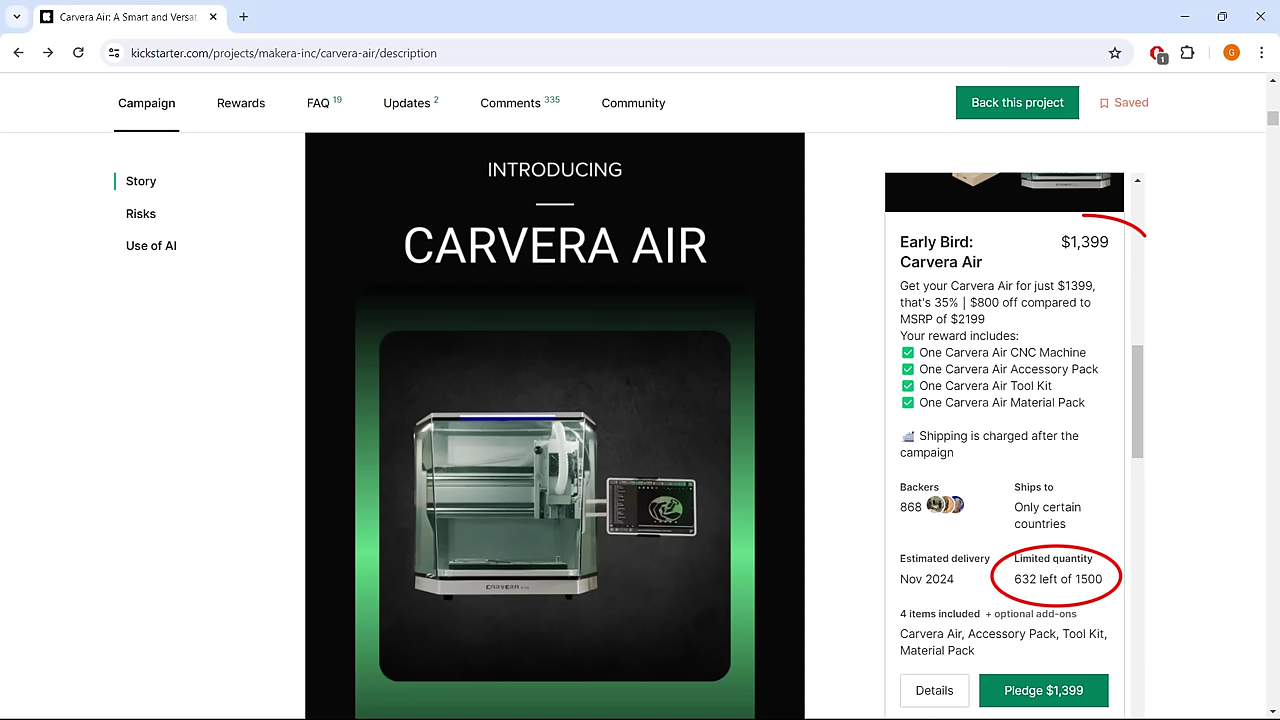 Carvera Air: A Smart and Versat
kickstarter.com/projects/makera-inc/carvera-air/description
1
G
Campaign
Rewards
FAQ 19
Updates 2
Comments 335
Community
Back this project
Saved
Story
Risks
Use of AI
INTRODUCING
CARVERA AIR
CARVERA
Early Bird: $1,399
Carvera Air
Get your Carvera Air for just $1399,
that's 35% | $800 off compared to
MSRP of $2199
Your reward includes:
One Carvera Air CNC Machine
One Carvera Air Accessory Pack
One Carvera Air Tool Kit
One Carvera Air Material Pack
Shipping is charged after the
campaign
Backers
868
Ships to
Only certain
countries
Estimated delivery
Nov 2024
Limited quantity
632 left of 1500
4 items included + optional add-ons
Carvera Air, Accessory Pack, Tool Kit,
Material Pack
Details
Pledge $1,399